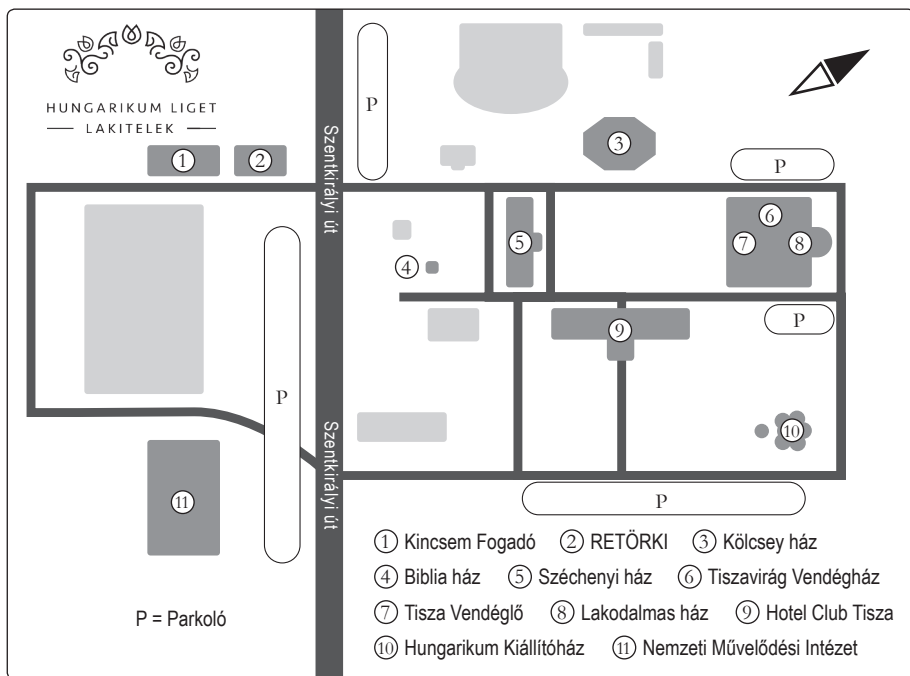 HUNGARIKUM LIGET
LAKITELEK
P
Szentkirályi út
3
1
2
P
6
5
7
8
4
P
9
P
Szentkirályi út
10
11
P
① Kincsem Fogadó ② RETÖRKI ③ Kölcsey ház
④ Biblia ház ⑤ Széchenyi ház ⑥ Tiszavirág Vendégház
⑦ Tisza Vendéglő ⑧ Lakodalmas ház ⑨ Hotel Club Tisza
⑩ Hungarikum Kiállítóház ⑪ Nemzeti Művelődési Intézet
P = Parkoló